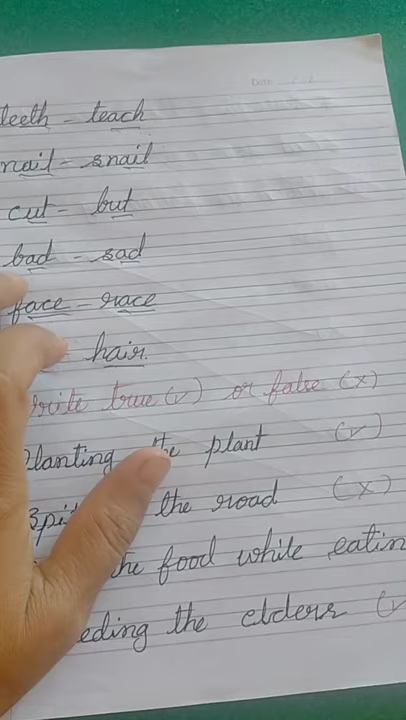 Date
teeth - teach
nail - snail
cut - but
bad - sad
face - race
hair.
Write true (✓) or false (x)
Planting the plant (✓)
the road (x)
the food while eatin
eding the elders (✓